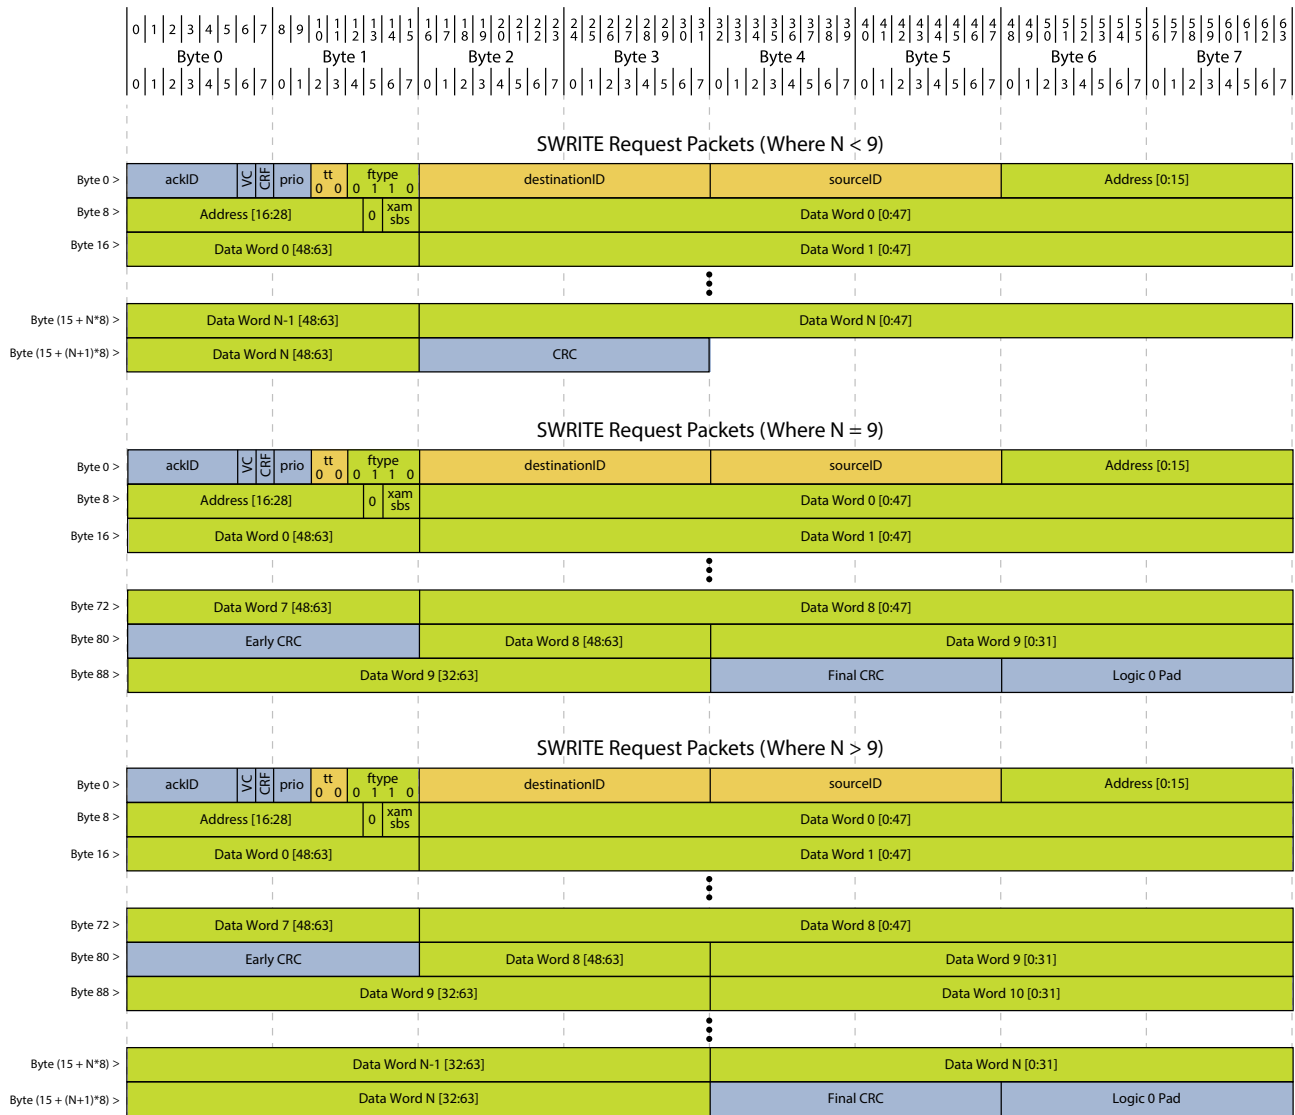 0 1 2 3 4 5 6 7 8 9 10 11 12 13 14 15 16 17 18 19 20 21 22 23 24 25 26 27 28 29 30 31 32 33 34 35 36 37 38 39 40 41 42 43 44 45 46 47 48 49 50 51 52 53 54 55 56 57 58 59 60 61 62 63
Byte 0 Byte 1 Byte 2 Byte 3 Byte 4 Byte 5 Byte 6 Byte 7
0 1 2 3 4 5 6 7 0 1 2 3 4 5 6 7 0 1 2 3 4 5 6 7 0 1 2 3 4 5 6 7 0 1 2 3 4 5 6 7 0 1 2 3 4 5 6 7 0 1 2 3 4 5 6 7 0 1 2 3 4 5 6 7
SWRITE Request Packets (Where N < 9)
Byte 0 > ackID VC CRF prio tt 0 0 ftype 0 1 1 0 destinationID sourceID Address [0:15]
Byte 8 > Address [16:28] 0 xam sbs Data Word 0 [0:47]
Byte 16 > Data Word 0 [48:63] Data Word 1 [0:47]
Byte (15 + N*8) > Data Word N-1 [48:63] Data Word N [0:47]
Byte (15 + (N+1)*8) > Data Word N [48:63] CRC
SWRITE Request Packets (Where N = 9)
Byte 0 > ackID VC CRF prio tt 0 0 ftype 0 1 1 0 destinationID sourceID Address [0:15]
Byte 8 > Address [16:28] 0 xam sbs Data Word 0 [0:47]
Byte 16 > Data Word 0 [48:63] Data Word 1 [0:47]
Byte 72 > Data Word 7 [48:63] Data Word 8 [0:47]
Byte 80 > Early CRC Data Word 8 [48:63] Data Word 9 [0:31]
Byte 88 > Data Word 9 [32:63] Final CRC Logic 0 Pad
SWRITE Request Packets (Where N > 9)
Byte 0 > ackID VC CRF prio tt 0 0 ftype 0 1 1 0 destinationID sourceID Address [0:15]
Byte 8 > Address [16:28] 0 xam sbs Data Word 0 [0:47]
Byte 16 > Data Word 0 [48:63] Data Word 1 [0:47]
Byte 72 > Data Word 7 [48:63] Data Word 8 [0:47]
Byte 80 > Early CRC Data Word 8 [48:63] Data Word 9 [0:31]
Byte 88 > Data Word 9 [32:63] Data Word 10 [0:31]
Byte (15 + N*8) > Data Word N-1 [32:63] Data Word N [0:31]
Byte (15 + (N+1)*8) > Data Word N [32:63] Final CRC Logic 0 Pad